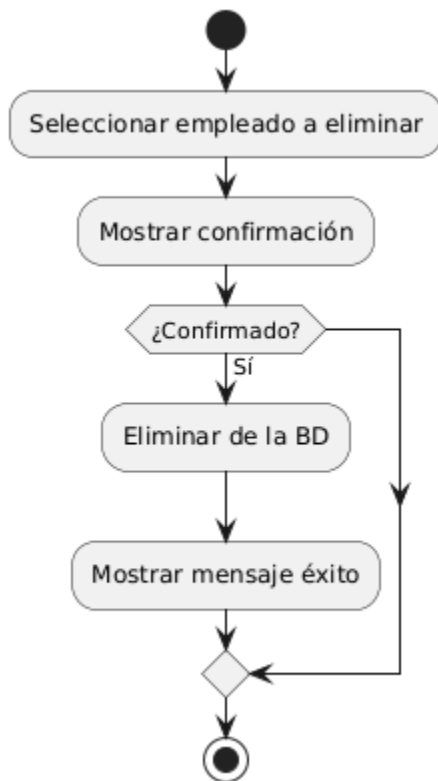 Seleccionar empleado a eliminar
Mostrar confirmación
¿Confirmado?
Sí
Eliminar de la BD
Mostrar mensaje éxito